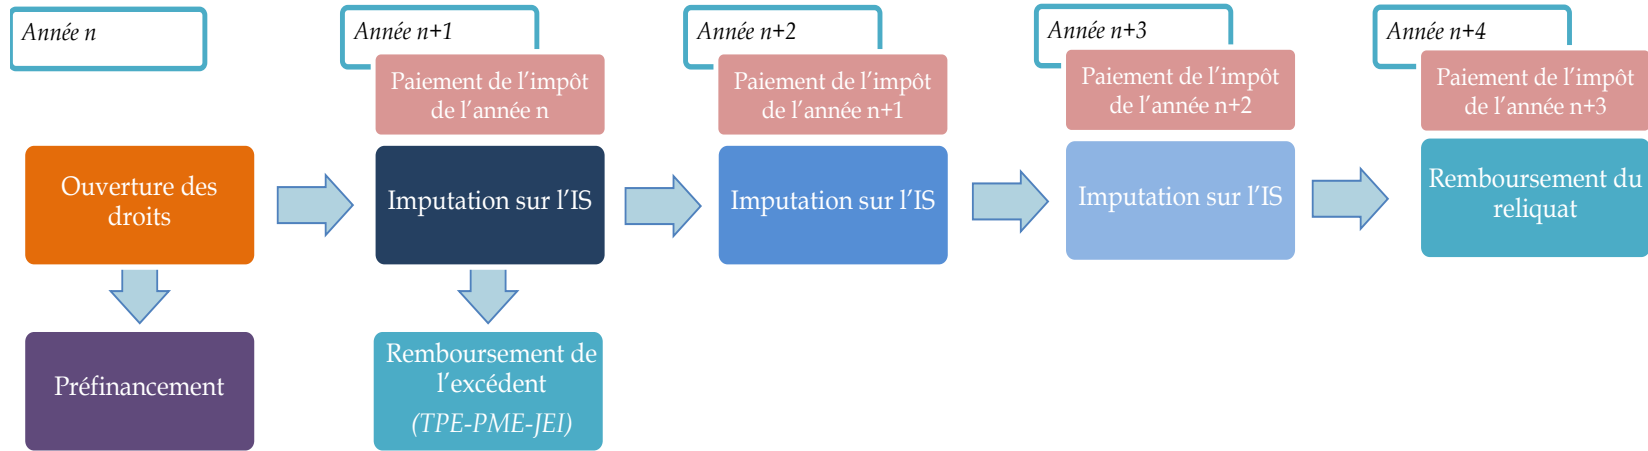 Année n
Année n+1
Année n+2
Année n+3
Année n+4
Paiement de l’impôt
de l’année n
Paiement de l’impôt
de l’année n+1
Paiement de l’impôt
de l’année n+2
Paiement de l’impôt
de l’année n+3
Ouverture des
droits
Imputation sur l’IS
Imputation sur l’IS
Imputation sur l’IS
Remboursement du
reliquat
Préfinancement
Remboursement de
l’excédent
(TPE-PME-JEI)